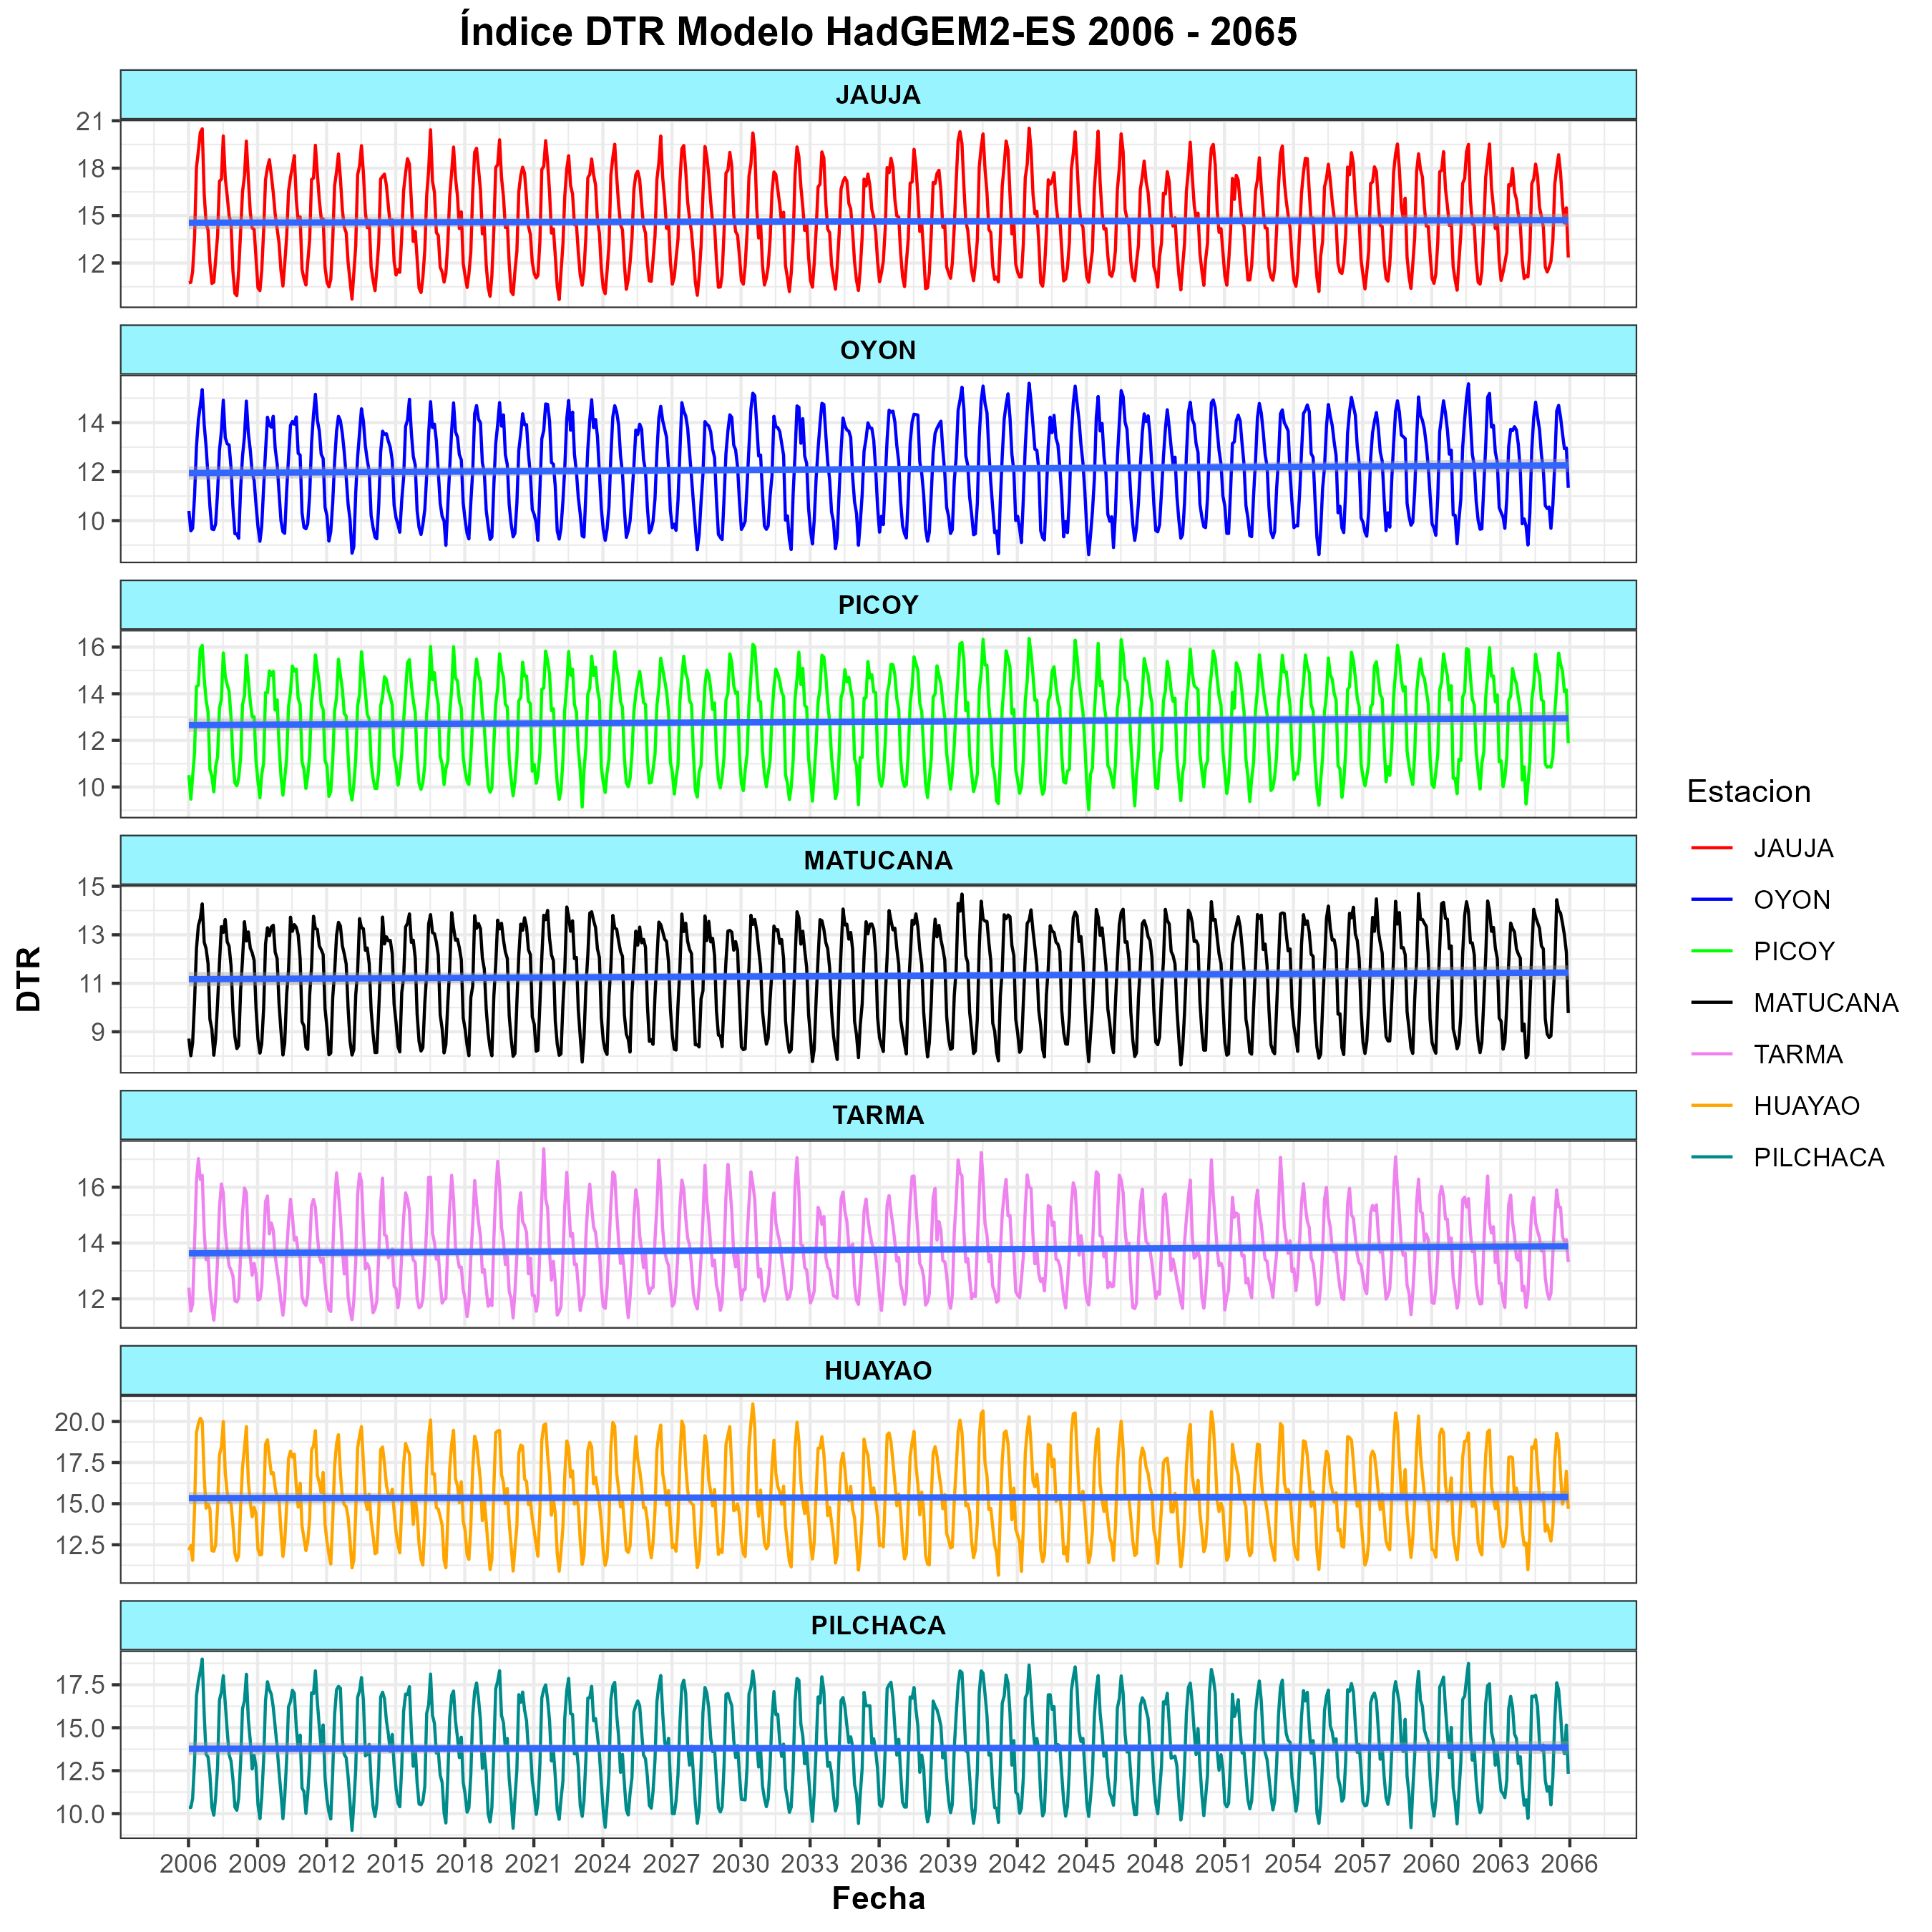 Índice DTR Modelo HadGEM2-ES 2006 - 2065
JAUJA
21
18
15
12
OYON
14
12
10
PICOY
16
14
12
10
MATUCANA
15
13
11
9
TARMA
16
14
12
HUAYAO
20.0
17.5
15.0
12.5
PILCHACA
17.5
15.0
12.5
10.0
2006 2009 2012 2015 2018 2021 2024 2027 2030 2033 2036 2039 2042 2045 2048 2051 2054 2057 2060 2063 2066
Fecha
DTR
Estacion
JAUJA
OYON
PICOY
MATUCANA
TARMA
HUAYAO
PILCHACA